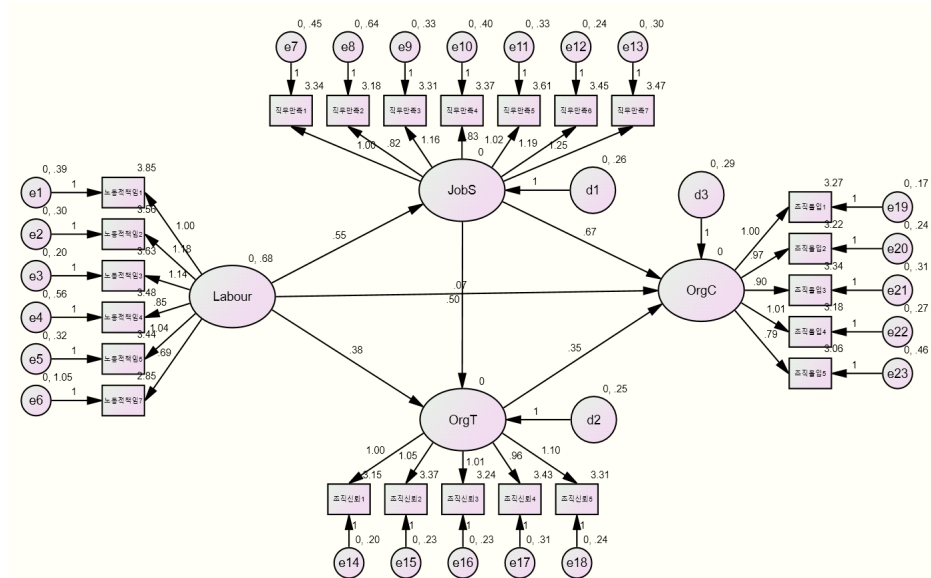 0, .45
0, .64
0, .33
0, .40
0, .33
0, .24
0, .30
e7
e8
e9
e10
e11
e12
e13
1
1
1
1
1
1
1
3.34
3.18
3.31
3.37
3.61
3.45
3.47
직무만족1
직무만족2
직무만족3
직무만족4
직무만족5
직무만족6
직무만족7
1.00
.82
1.16
.83
1.02
1.19
1.25
0
JobS
1
0, .26
d1
0, .29
d3
1
0, .39
e1
1
3.85
노동적책임1
0, .30
e2
1
3.56
노동적책임2
0, .20
e3
1
3.63
노동적책임3
0, .56
e4
1
3.48
노동적책임4
0, .32
e5
1
3.44
노동적책임6
0, 1.05
e6
1
2.85
노동적책임7
1.00
1.18
1.14
.85
1.04
.69
0, .68
Labour
.55
.67
.07
.50
.38
.35
0
OrgC
1.00
.97
.90
1.01
.79
3.27
조직몰입1
1
0, .17
e19
3.22
조직몰입2
1
0, .24
e20
3.34
조직몰입3
1
0, .31
e21
3.18
조직몰입4
1
0, .27
e22
3.06
조직몰입5
1
0, .46
e23
0
OrgT
1
0, .25
d2
1.00
1.05
1.01
.96
1.10
3.15
3.37
3.24
3.43
3.31
조직신뢰1
조직신뢰2
조직신뢰3
조직신뢰4
조직신뢰5
1
1
1
1
1
0, .20
0, .23
0, .23
0, .31
0, .24
e14
e15
e16
e17
e18